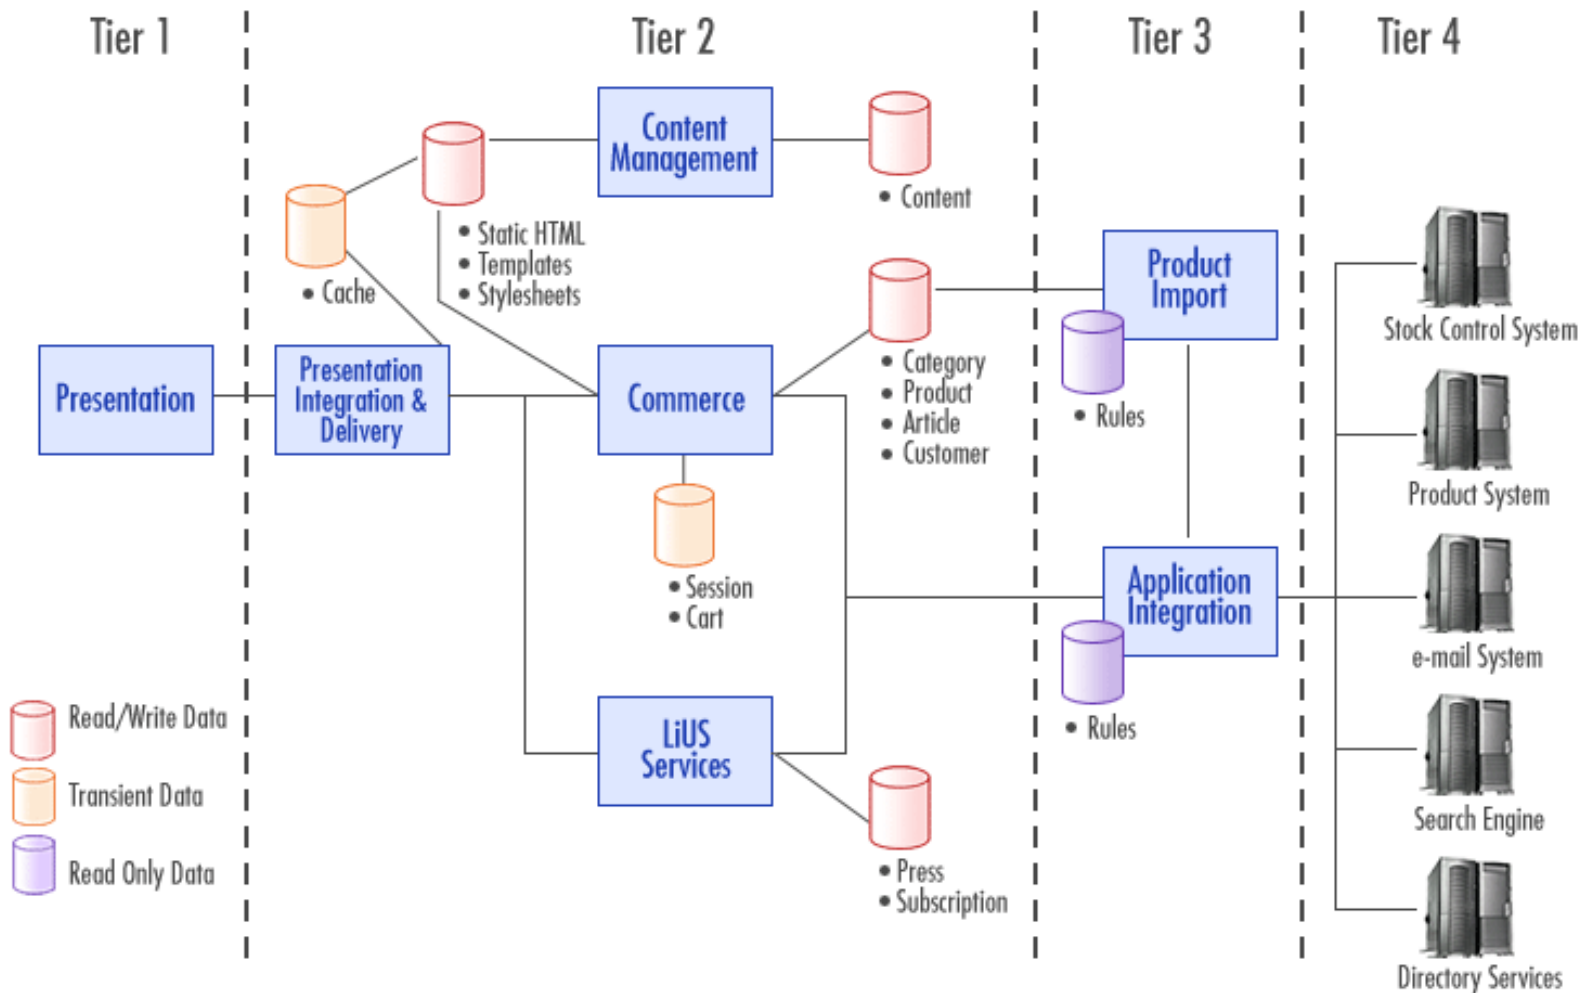 Tier 1
Tier 2
Tier 3
Tier 4
Content
Management
• Content
• Static HTML
• Templates
• Stylesheets
• Cache
Product
Import
• Rules
Stock Control System
Presentation
Presentation
Integration &
Delivery
Commerce
• Category
• Product
• Article
• Customer
Product System
• Session
• Cart
Application
Integration
• Rules
e-mail System
LiUS
Services
• Press
• Subscription
Search Engine
Directory Services
Read/Write Data
Transient Data
Read Only Data